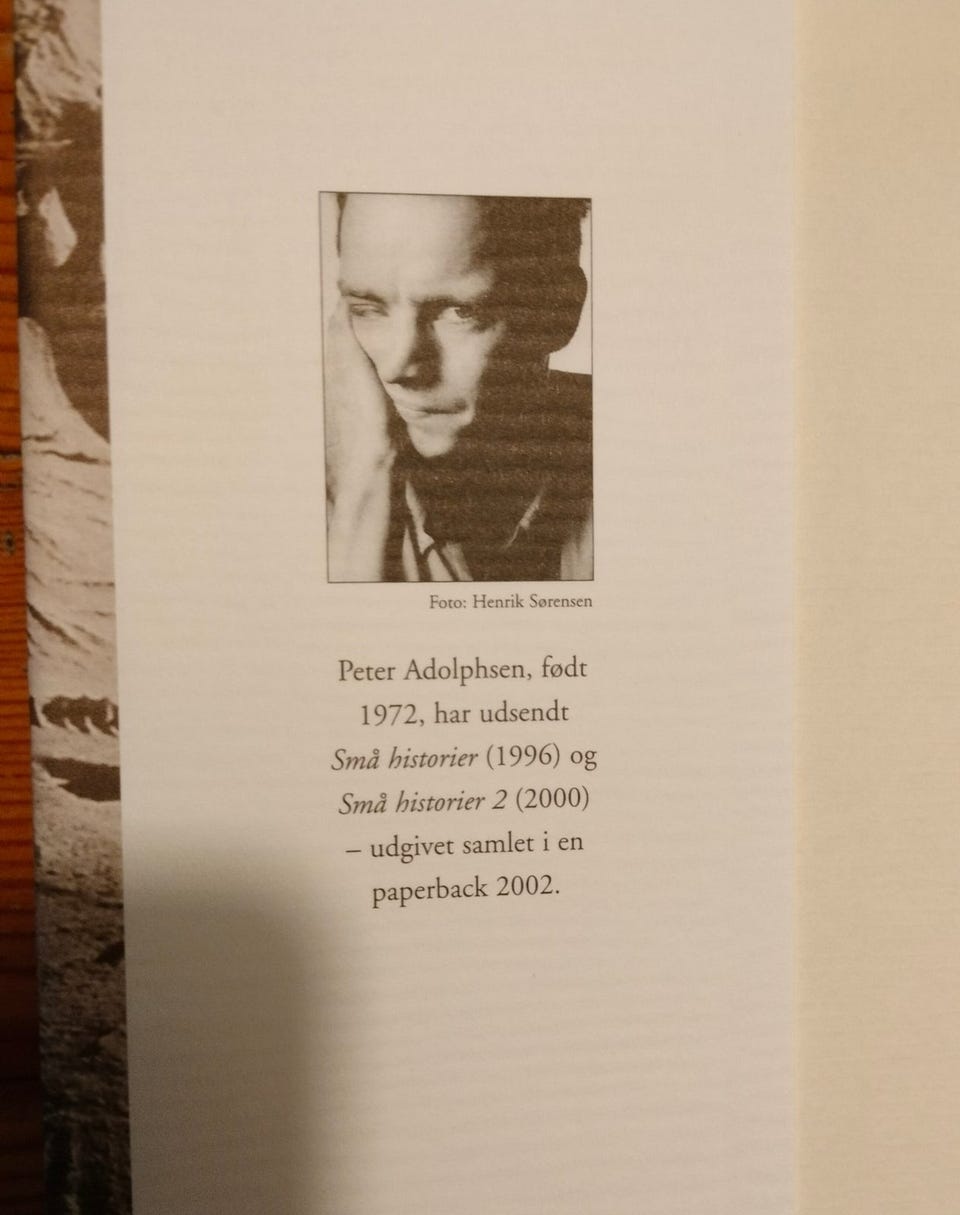 Foto: Henrik Sørensen
Peter Adolphsen, født
1972, har udsendt
Små historier (1996) og
Små historier 2 (2000)
– udgivet samlet i en
paperback 2002.